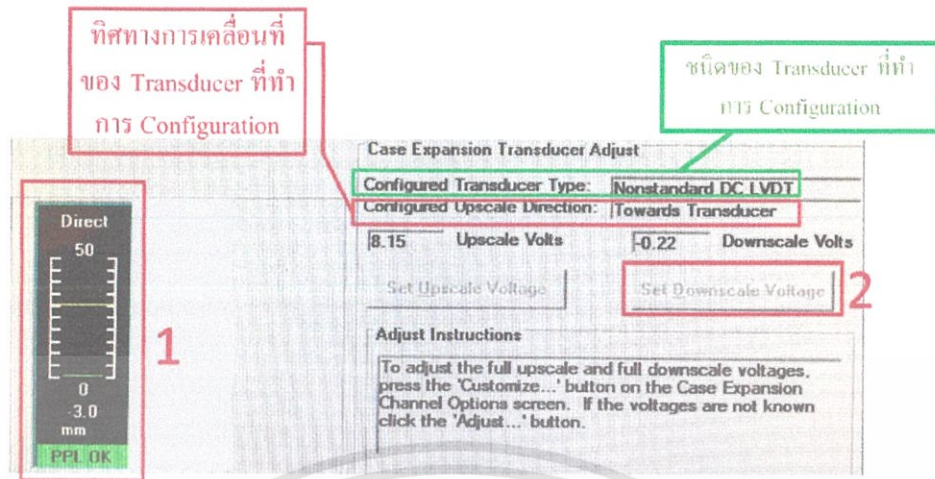 ทิศทางการเคลื่อนที่
ของ Transducer ที่ทำ
การ Configuration
ชนิดของ Transducer ที่ทำ
การ Configuration
Case Expansion Transducer Adjust
Configured Transducer Type: Nonstandard DC LVDT
Configured Upscale Direction: Towards Transducer
8.15 Upscale Volts -0.22 Downscale Volts
Set Upscale Voltage Set Downscale Voltage 2
Direct
50
0
-3.0
mm
PPL OK
1
Adjust Instructions
To adjust the full upscale and full downscale voltages,
press the 'Customize...' button on the Case Expansion
Channel Options screen. If the voltages are not known
click the 'Adjust...' button.